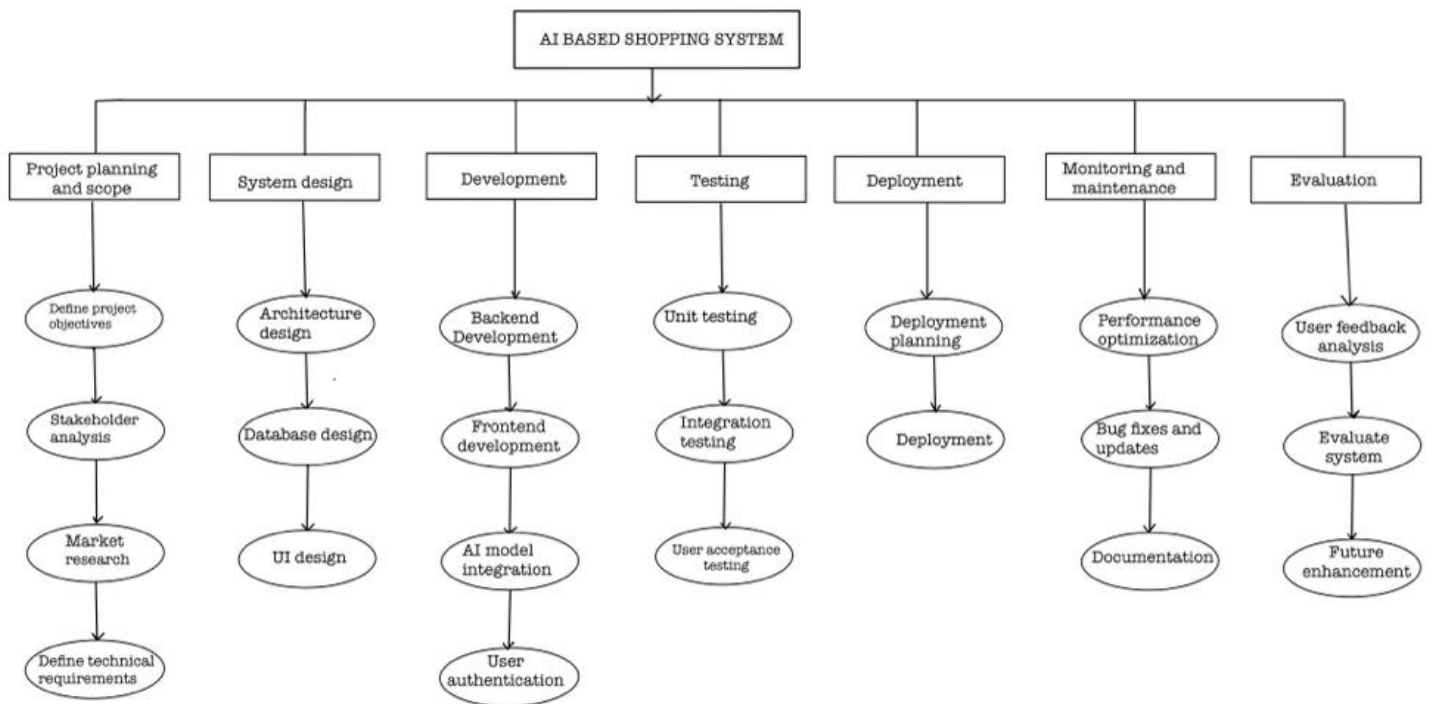 AI BASED SHOPPING SYSTEM
Project planning
and scope
System design
Development
Testing
Deployment
Monitoring and
maintenance
Evaluation
Define project
objectives
Stakeholder
analysis
Market
research
Define technical
requirements
Architecture
design
Database design
UI design
Backend
Development
Frontend
development
AI model
integration
User
authentication
Unit testing
Integration
testing
User acceptance
testing
Deployment
planning
Deployment
Performance
optimization
Bug fixes and
updates
Documentation
User feedback
analysis
Evaluate
system
Future
enhancement